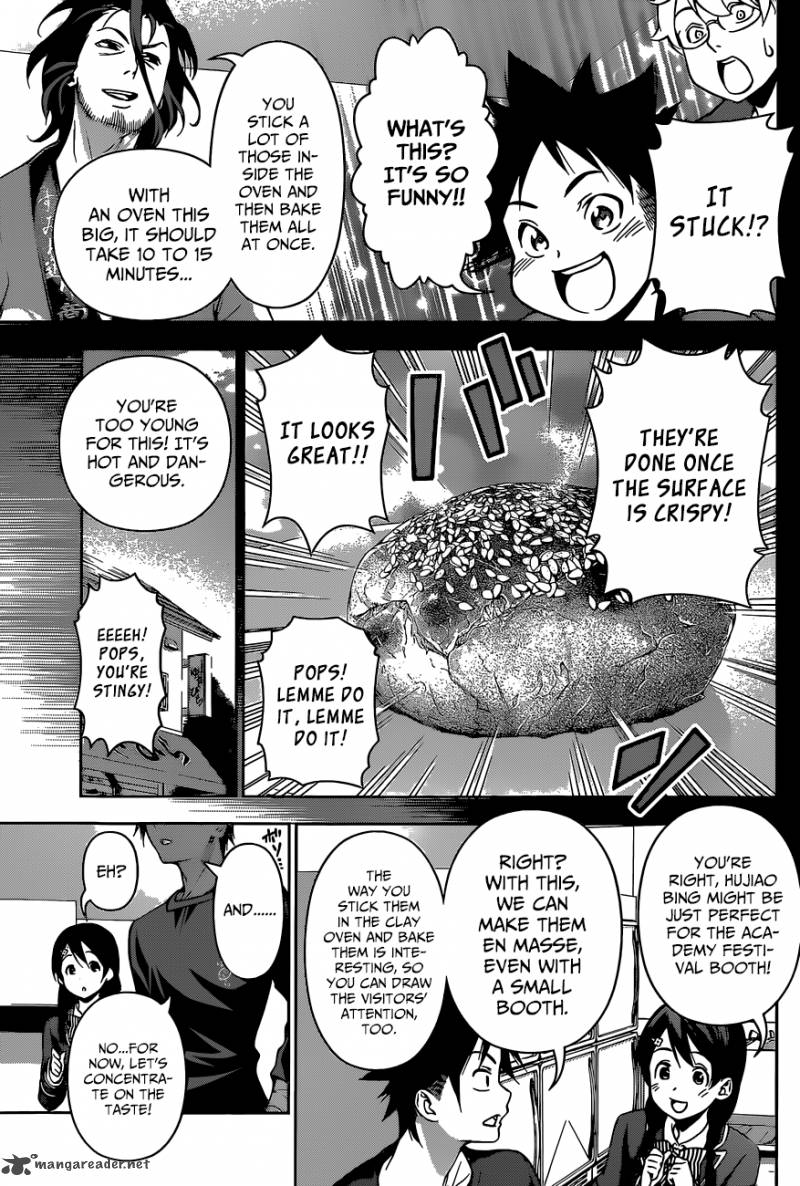 IT
STUCK!?
WHAT'S
THIS?
IT'S SO
FUNNY!!
YOU
STICK A
LOT OF
THOSE IN-
SIDE THE
OVEN AND
THEN BAKE
THEM ALL
AT ONCE.
WITH
AN OVEN THIS
BIG, IT SHOULD
TAKE 10 TO 15
MINUTES...
THEY'RE
DONE ONCE
THE SURFACE
IS CRISPY!
IT LOOKS
GREAT!!
POPS!
LEMME DO
IT, LEMME
DO IT!
YOU'RE
TOO YOUNG
FOR THIS! IT'S
HOT AND DAN-
GEROUS.
EEEEH!
POPS,
YOU'RE
STINGY!
YOU'RE
RIGHT, HUJIAO
BING MIGHT BE
JUST PERFECT
FOR THE ACA-
DEMY FESTI-
VAL BOOTH!
RIGHT?
WITH THIS,
WE CAN
MAKE THEM
EN MASSE,
EVEN WITH
A SMALL
BOOTH.
THE
WAY YOU
STICK THEM
IN THE CLAY
OVEN AND BAKE
THEM IS INTE-
RESTING, SO
YOU CAN DRAW
THE VISITORS'
ATTENTION,
TOO.
AND......
EH?
NO...FOR
NOW, LET'S
CONCENTRA-
TE ON THE
TASTE!
mangareader.net